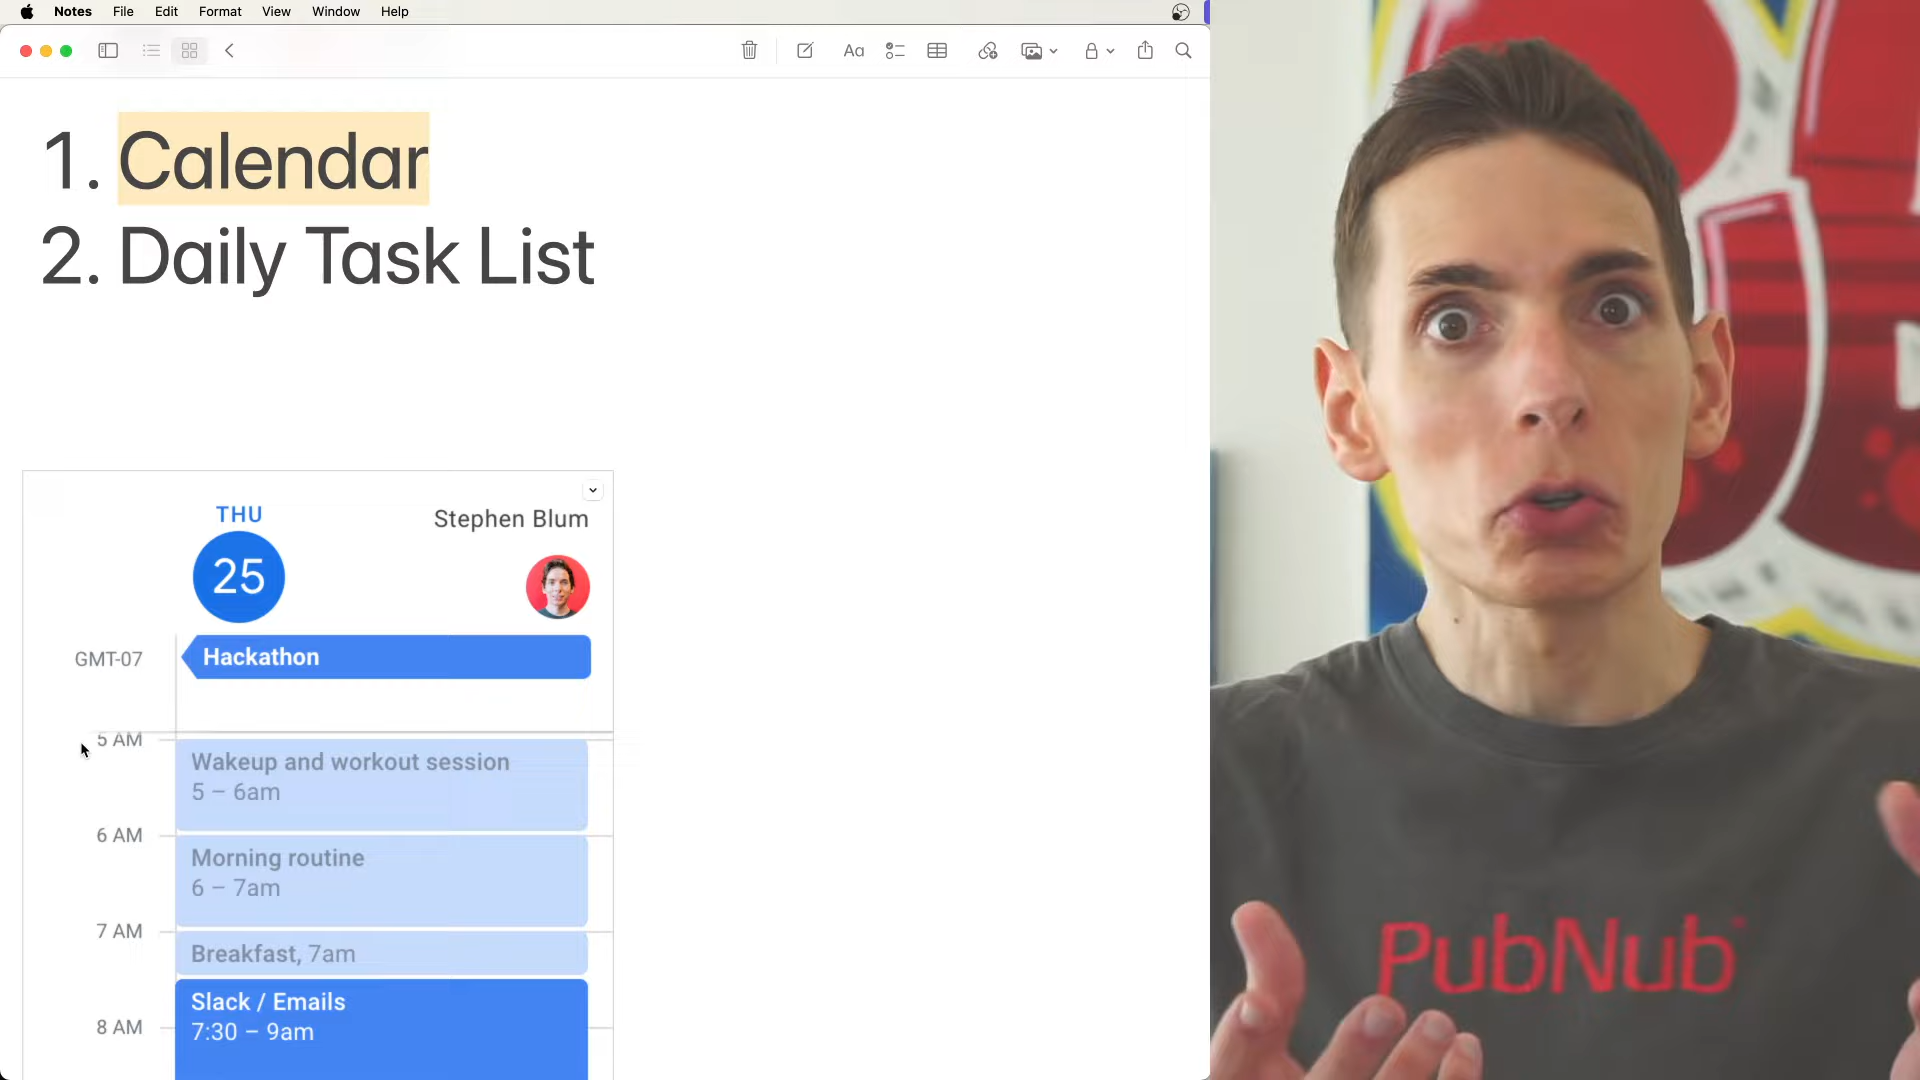 Notes File Edit Format View Window Help
Aa
1. Calendar
2. Daily Task List
THU
Stephen Blum
25
GMT-07
Hackathon
5 AM
Wakeup and workout session
5 – 6am
6 AM
Morning routine
6 – 7am
7 AM
Breakfast, 7am
Slack / Emails
8 AM
7:30 – 9am
PubNub